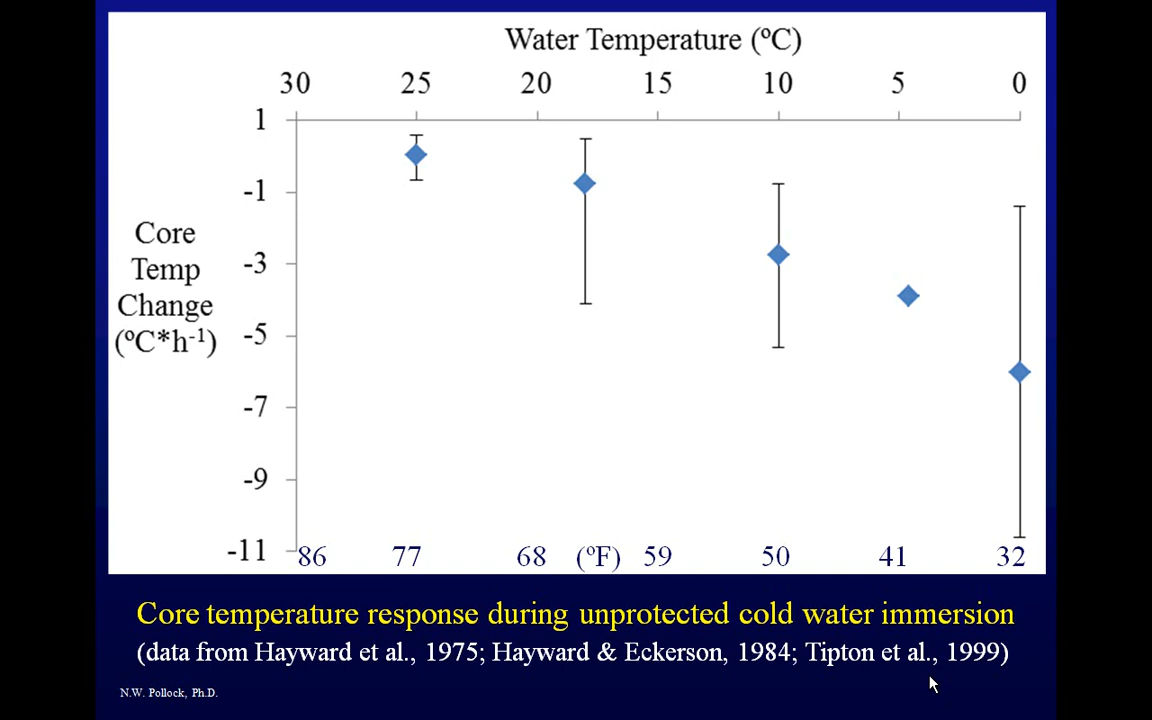 Water Temperature (ºC)
30 25 20 15 10 5 0
1
-1
-3
-5
-7
-9
-11
Core
Temp
Change
(ºC*h-1)
86 77 68 (ºF) 59 50 41 32
Core temperature response during unprotected cold water immersion
(data from Hayward et al., 1975; Hayward & Eckerson, 1984; Tipton et al., 1999)
N.W. Pollock, Ph.D.